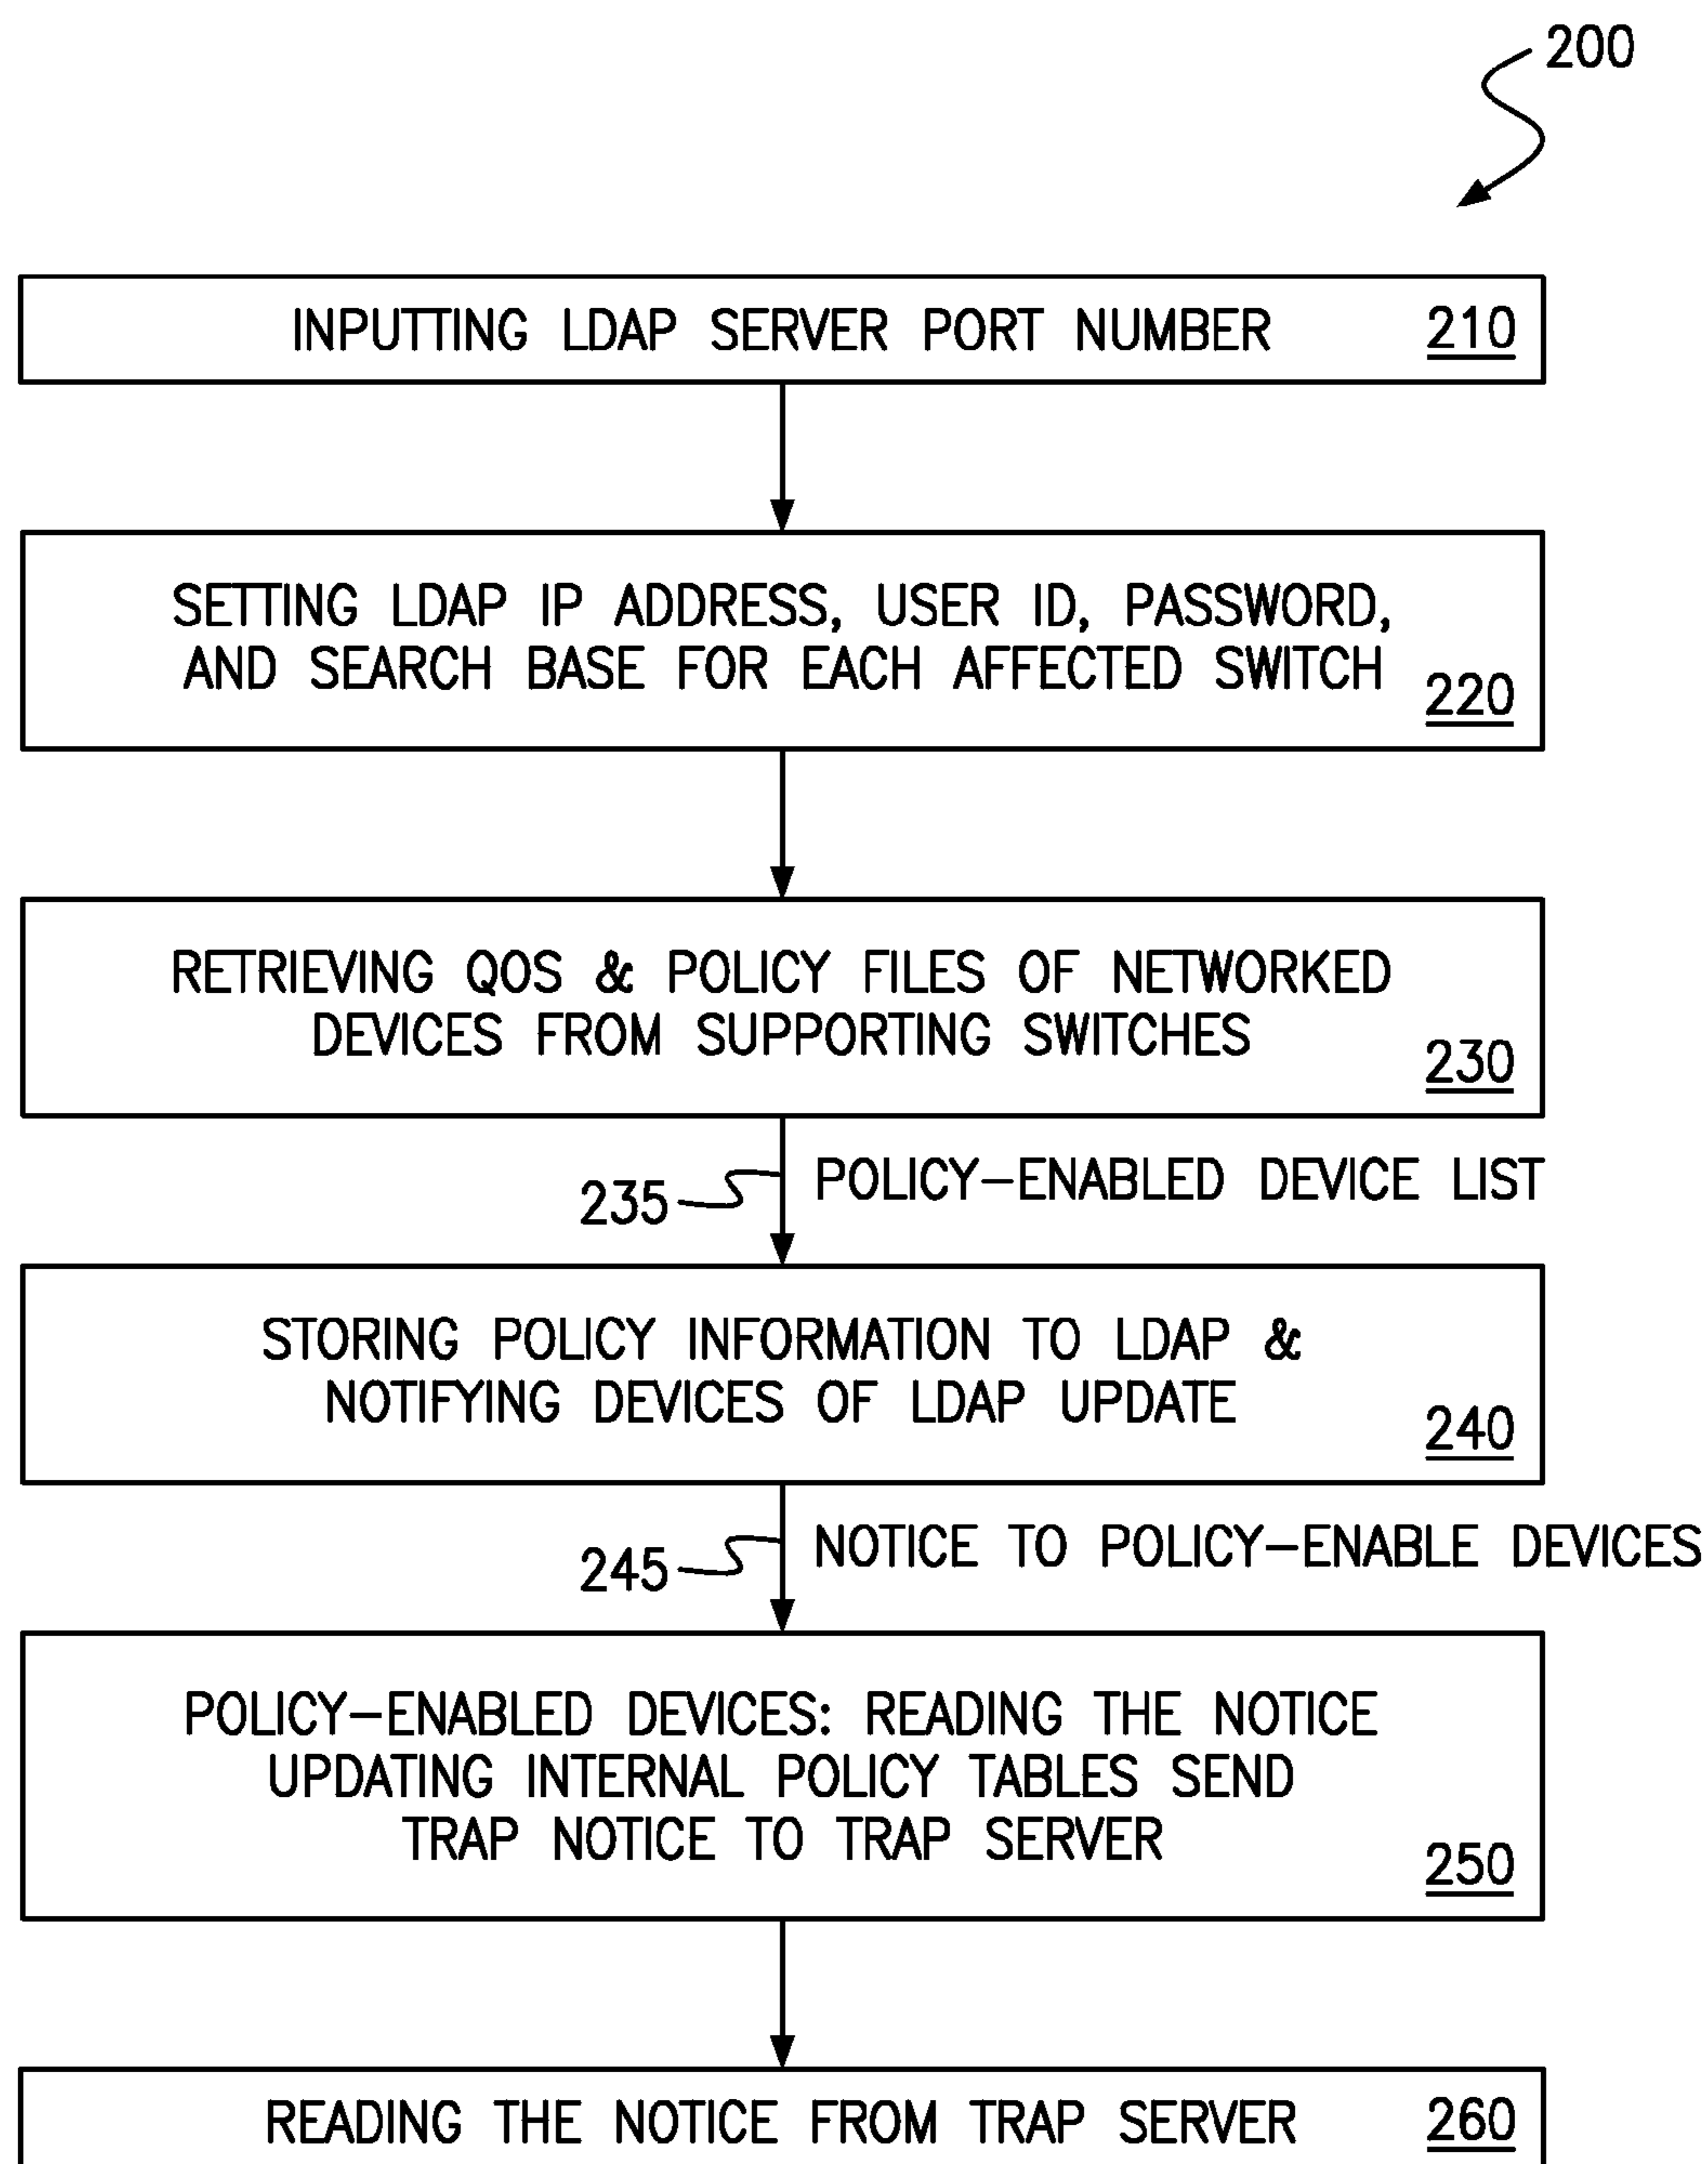 200
INPUTTING LDAP SERVER PORT NUMBER 210
SETTING LDAP IP ADDRESS, USER ID, PASSWORD,
AND SEARCH BASE FOR EACH AFFECTED SWITCH
220
RETRIEVING QOS & POLICY FILES OF NETWORKED
DEVICES FROM SUPPORTING SWITCHES
230
235 POLICY-ENABLED DEVICE LIST
STORING POLICY INFORMATION TO LDAP &
NOTIFYING DEVICES OF LDAP UPDATE
240
245 NOTICE TO POLICY-ENABLE DEVICES
POLICY-ENABLED DEVICES: READING THE NOTICE
UPDATING INTERNAL POLICY TABLES SEND
TRAP NOTICE TO TRAP SERVER
250
READING THE NOTICE FROM TRAP SERVER 260